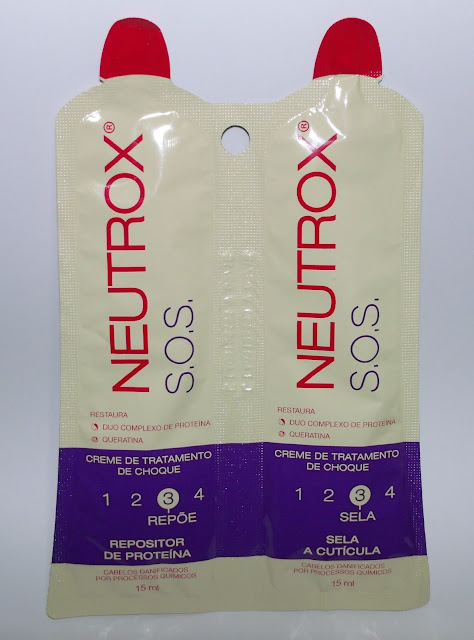 NEUTROX®
S.O.S.
RESTAURA
DUO COMPLEXO DE PROTEÍNA
QUERATINA
CREME DE TRATAMENTO
DE CHOQUE
1 2 3 4
REPÕE
REPOSITOR
DE PROTEÍNA
CABELOS DANIFICADOS
POR PROCESSOS QUÍMICOS
15 ml
NEUTROX®
S.O.S.
RESTAURA
DUO COMPLEXO DE PROTEÍNA
QUERATINA
CREME DE TRATAMENTO
DE CHOQUE
1 2 3 4
SELA
SELA
A CUTÍCULA
CABELOS DANIFICADOS
POR PROCESSOS QUÍMICOS
15 ml